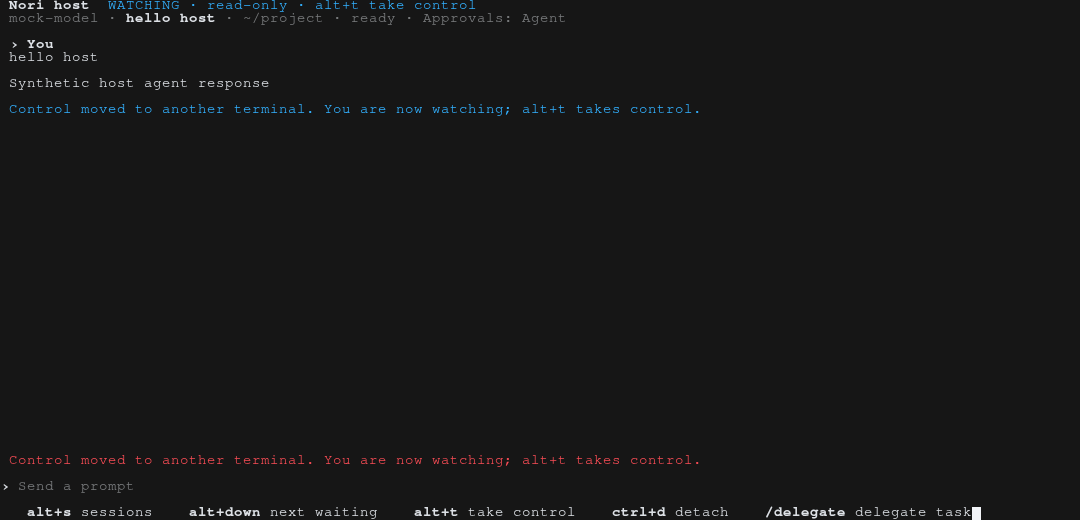 Nori host  WATCHING · read-only · alt+t take control
mock-model · hello host · ~/project · ready · Approvals: Agent
› You
hello host
Synthetic host agent response
Control moved to another terminal. You are now watching; alt+t takes control.
Control moved to another terminal. You are now watching; alt+t takes control.
› Send a prompt
alt+s sessions    alt+down next waiting    alt+t take control    ctrl+d detach    /delegate delegate task